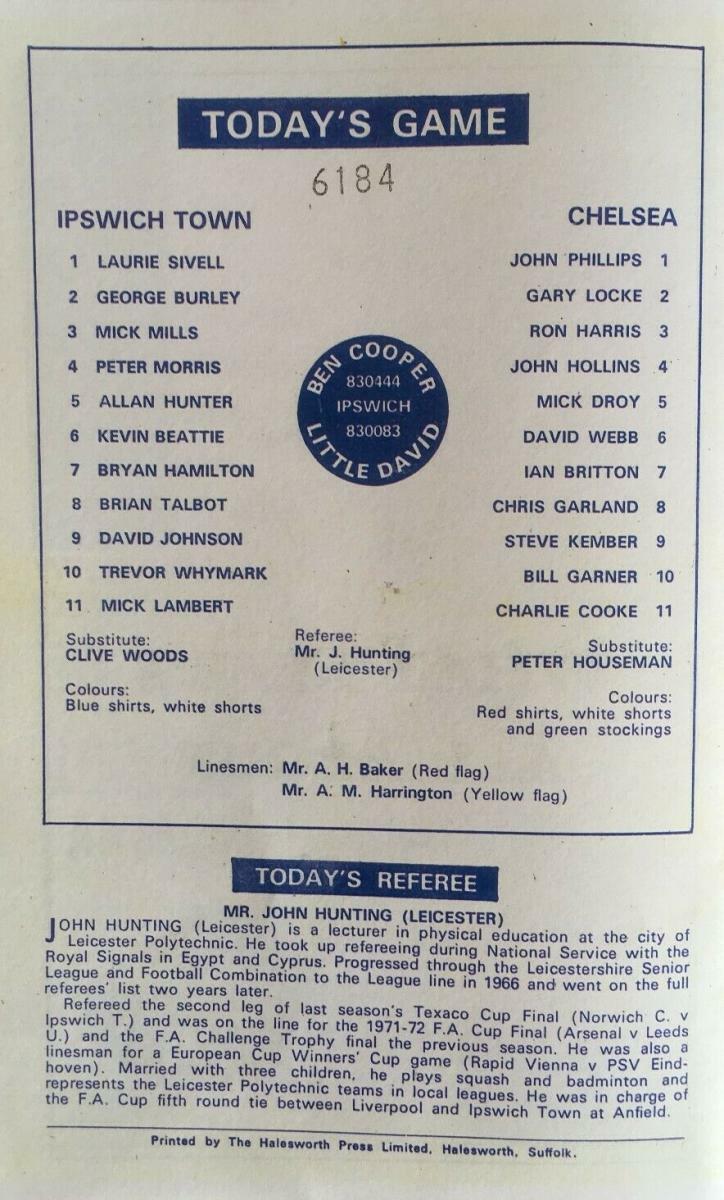 TODAY'S GAME
6184
IPSWICH TOWN
1 LAURIE SIVELL
2 GEORGE BURLEY
3 MICK MILLS
4 PETER MORRIS
5 ALLAN HUNTER
6 KEVIN BEATTIE
7 BRYAN HAMILTON
8 BRIAN TALBOT
9 DAVID JOHNSON
10 TREVOR WHYMARK
11 MICK LAMBERT
Substitute:
CLIVE WOODS
Colours:
Blue shirts, white shorts
BEN COOPER
830444
IPSWICH
830083
LITTLE DAVID
Referee:
Mr. J. Hunting
(Leicester)
CHELSEA
JOHN PHILLIPS 1
GARY LOCKE 2
RON HARRIS 3
JOHN HOLLINS 4
MICK DROY 5
DAVID WEBB 6
IAN BRITTON 7
CHRIS GARLAND 8
STEVE KEMBER 9
BILL GARNER 10
CHARLIE COOKE 11
Substitute:
PETER HOUSEMAN
Colours:
Red shirts, white shorts
and green stockings
Linesmen: Mr. A. H. Baker (Red flag)
Mr. A. M. Harrington (Yellow flag)
TODAY'S REFEREE
MR. JOHN HUNTING (LEICESTER)
JOHN HUNTING (Leicester) is a lecturer in physical education at the city of
Leicester Polytechnic. He took up refereeing during National Service with the
Royal Signals in Egypt and Cyprus. Progressed through the Leicestershire Senior
League and Football Combination to the League line in 1966 and went on the full
referees' list two years later.
Refereed the second leg of last season's Texaco Cup Final (Norwich C. v
Ipswich T.) and was on the line for the 1971-72 F.A. Cup Final (Arsenal v Leeds
U.) and the F.A. Challenge Trophy final the previous season. He was also a
linesman for a European Cup Winners' Cup game (Rapid Vienna v PSV Eind-
hoven). Married with three children, he plays squash and badminton and
represents the Leicester Polytechnic teams in local leagues. He was in charge of
the F.A. Cup fifth round tie between Liverpool and Ipswich Town at Anfield.
Printed by The Halesworth Press Limited, Halesworth, Suffolk.